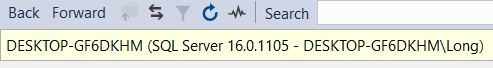 Back Forward Search
DESKTOP-GF6DKHM (SQL Server 16.0.1105 - DESKTOP-GF6DKHM\Long)